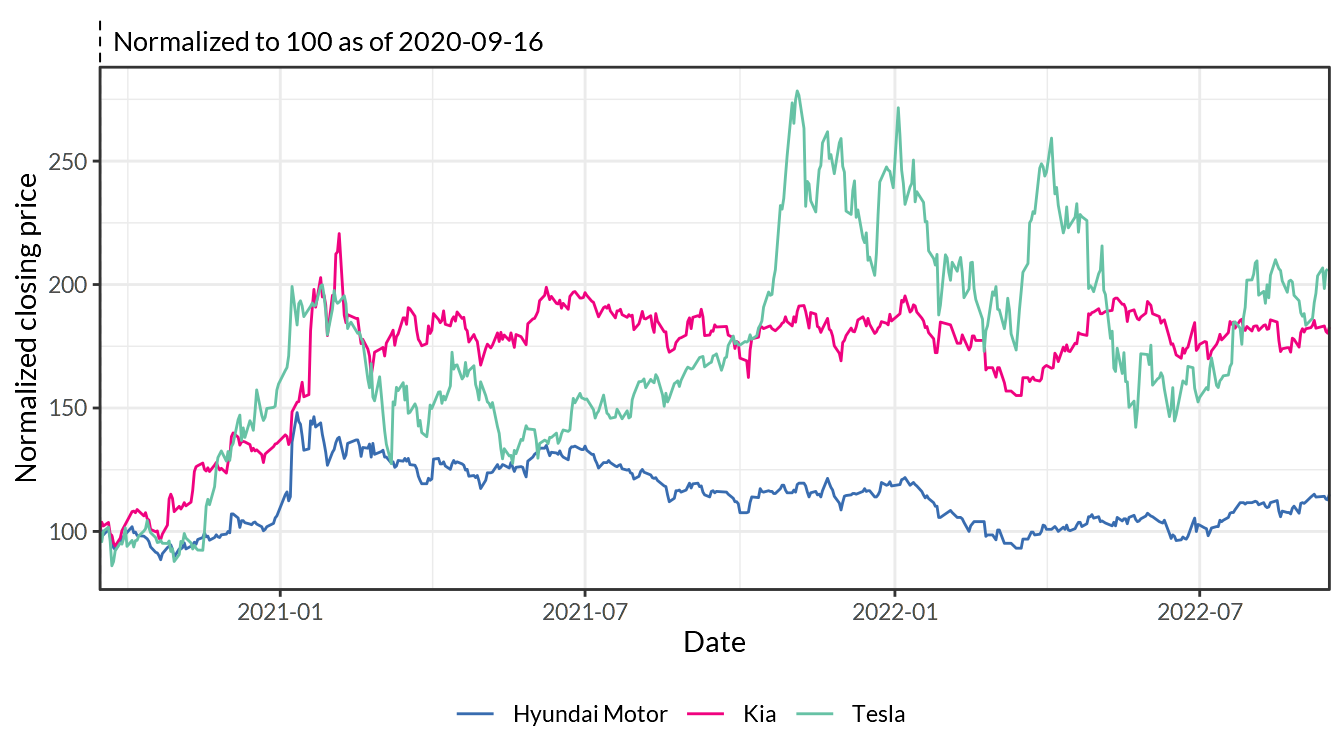 Normalized to 100 as of 2020-09-16
Normalized closing price
250
200
150
100
2021-01
2021-07
2022-01
2022-07
Date
Hyundai Motor
Kia
Tesla